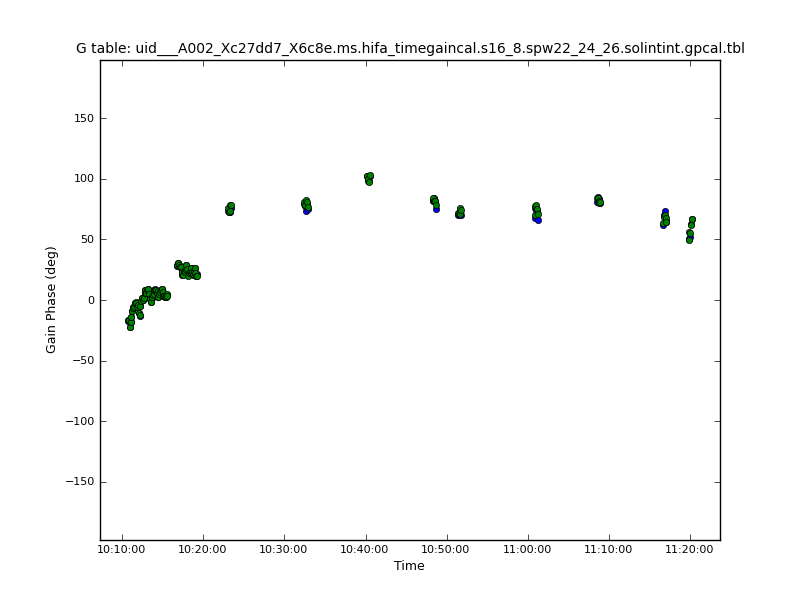 G table: uid___A002_Xc27dd7_X6c8e.ms.hifa_timegaincal.s16_8.spw22_24_26.solintint.gpcal.tbl
150
100
50
0
−50
−100
−150
Gain Phase (deg)
10:10:00 10:20:00 10:30:00 10:40:00 10:50:00 11:00:00 11:10:00 11:20:00
Time